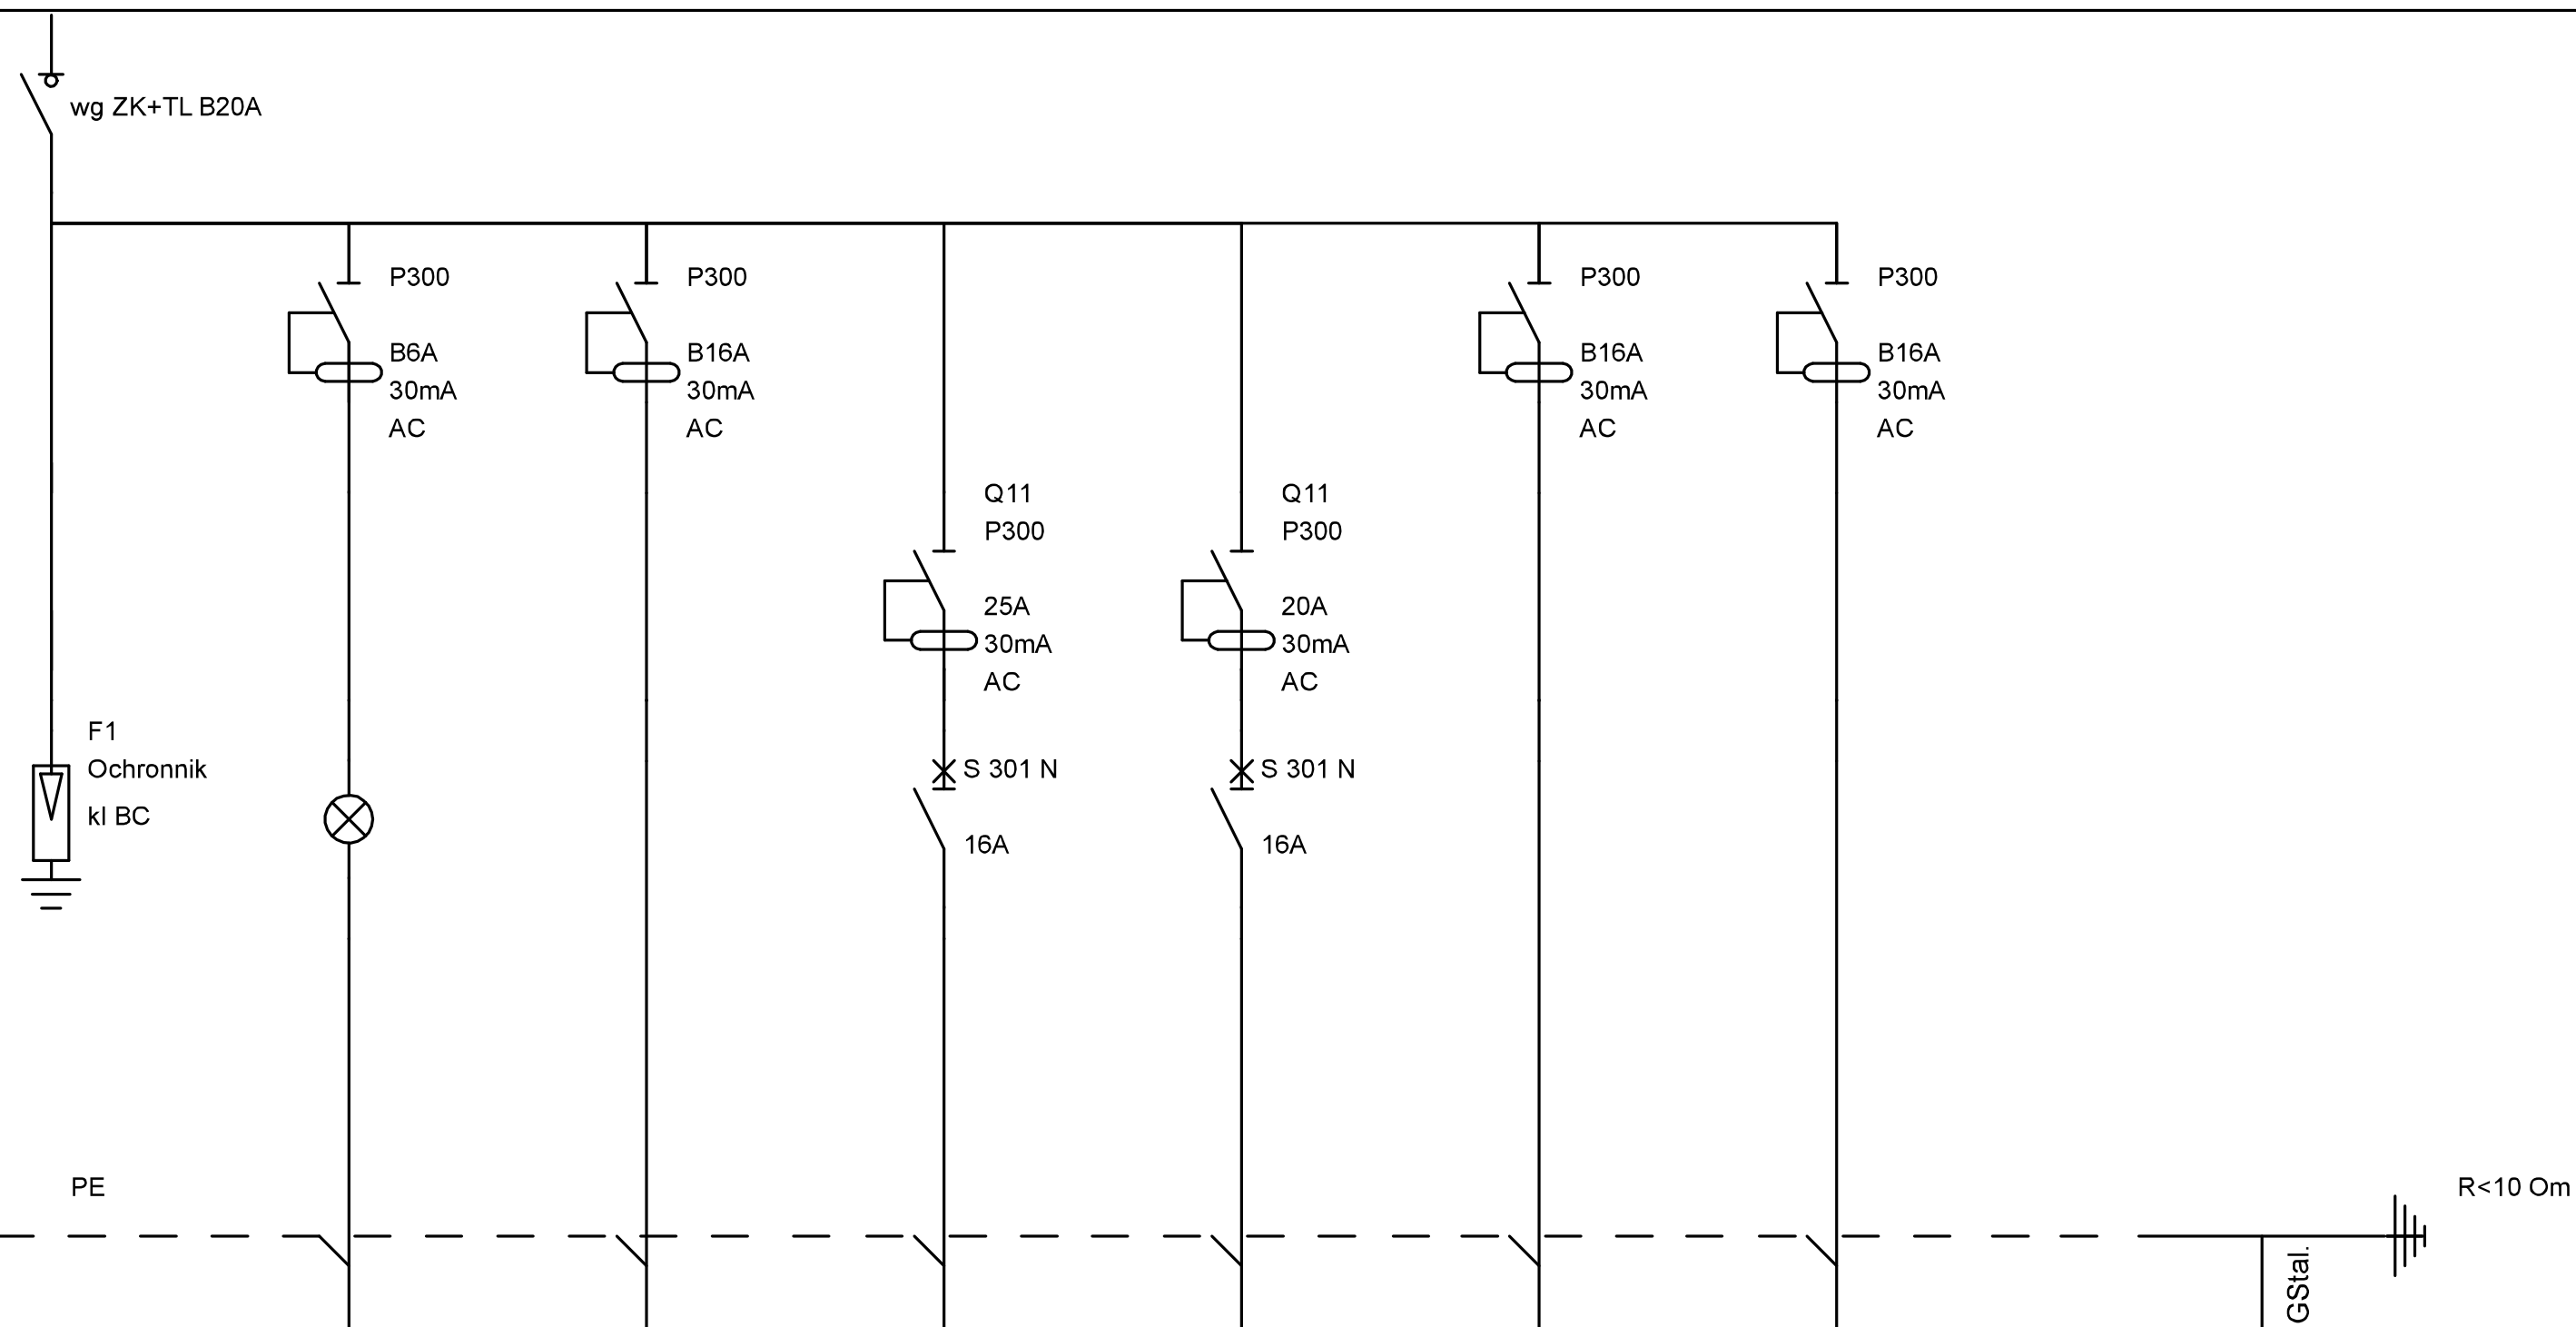 wg ZK+TL B20A
P300
B6A
30mA
AC
P300
B16A
30mA
AC
Q11
P300
25A
30mA
AC
S 301 N
16A
Q11
P300
20A
30mA
AC
S 301 N
16A
P300
B16A
30mA
AC
P300
B16A
30mA
AC
F1
Ochronnik
kl BC
PE
R<10 Om
GStal.